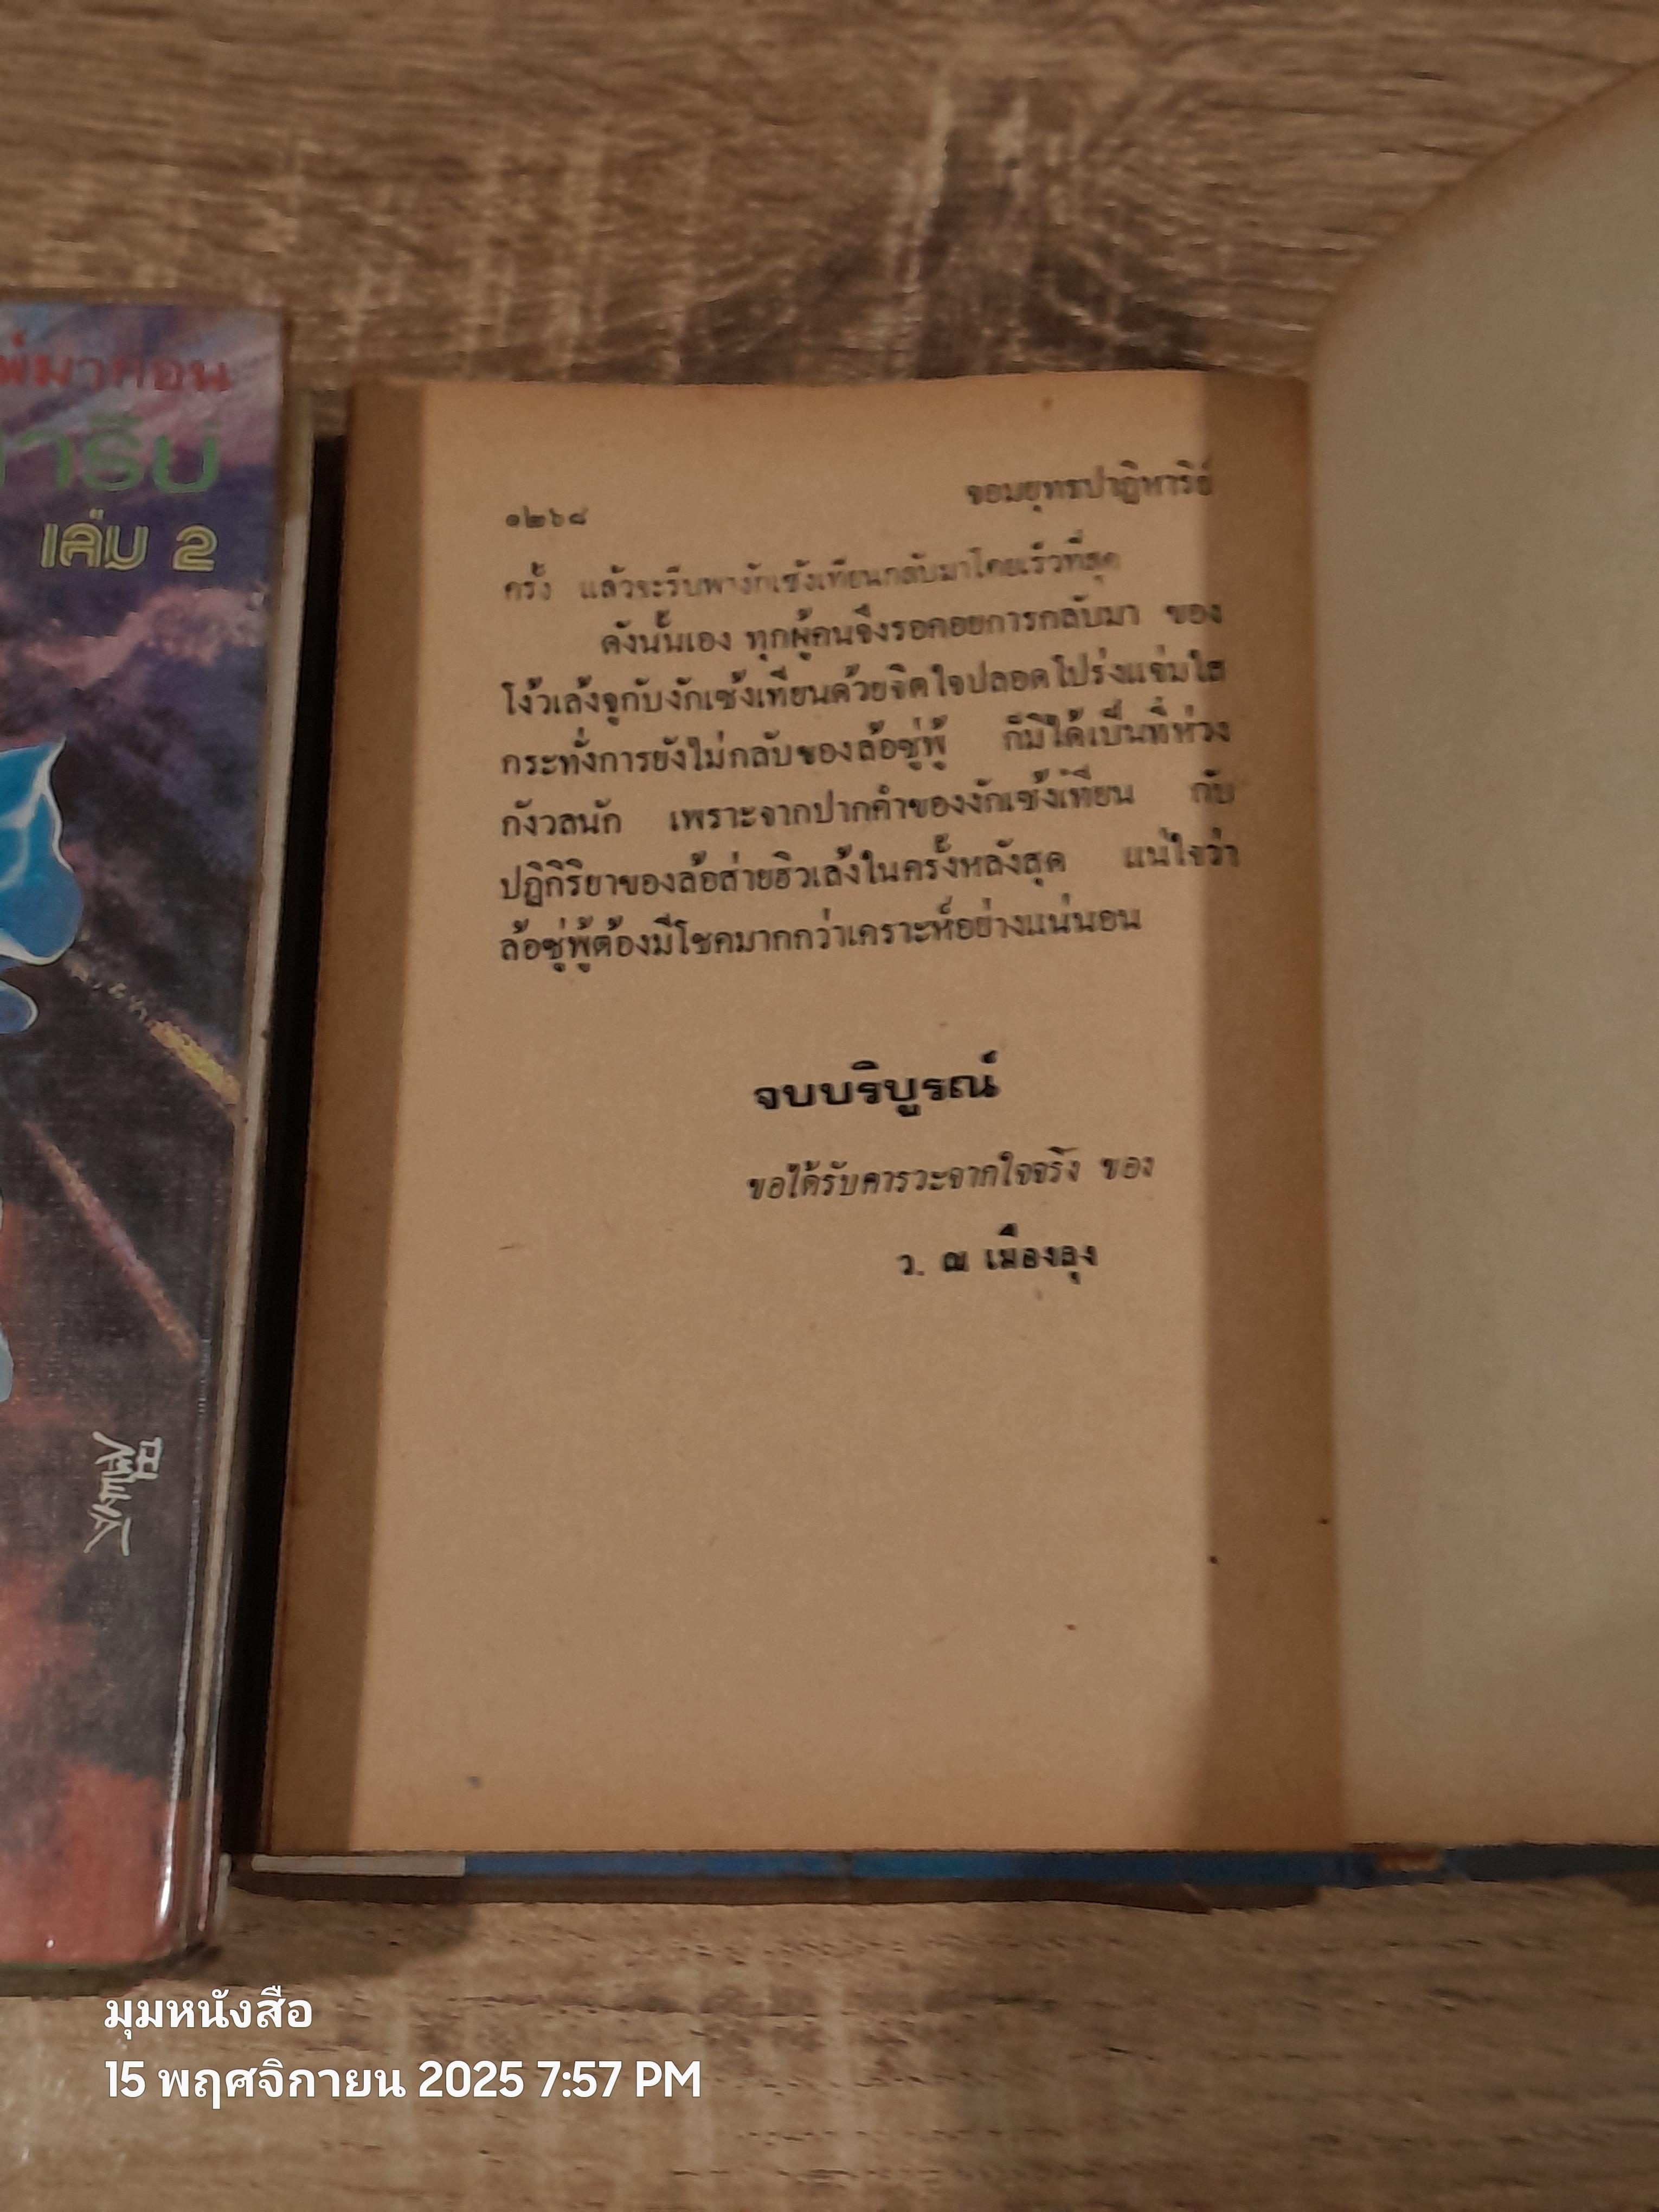 เล่ม 2
จอมยุทธปาฏิหาริย์
๑๒๖๘
ครั้ง แล้วจะรีบพางักเซ้งเทียนกลับมาโดยเร็วที่สุด
ดังนั้นเอง ทุกผู้คนจึงรอคอยการกลับมา ของ
โง้วเล้งจูกับงักเซ้งเทียนด้วยจิตใจปลอดโปร่งแจ่มใส
กระทั่งการยังไม่กลับของล้อซู่พู้ ก็มิได้เป็นที่ห่วง
กังวลนัก เพราะจากปากคำของงักเซ้งเทียน กับ
ปฏิกิริยาของล้อส่ายฮิวเล้งในครั้งหลังสุด แน่ใจว่า
ล้อซู่พู้ต้องมีโชคมากกว่าเคราะห์อย่างแน่นอน
จบบริบูรณ์
ขอได้รับคารวะจากใจจริง ของ
ว. ณ เมืองลุง
มุมหนังสือ
15 พฤศจิกายน 2025 7:57 PM